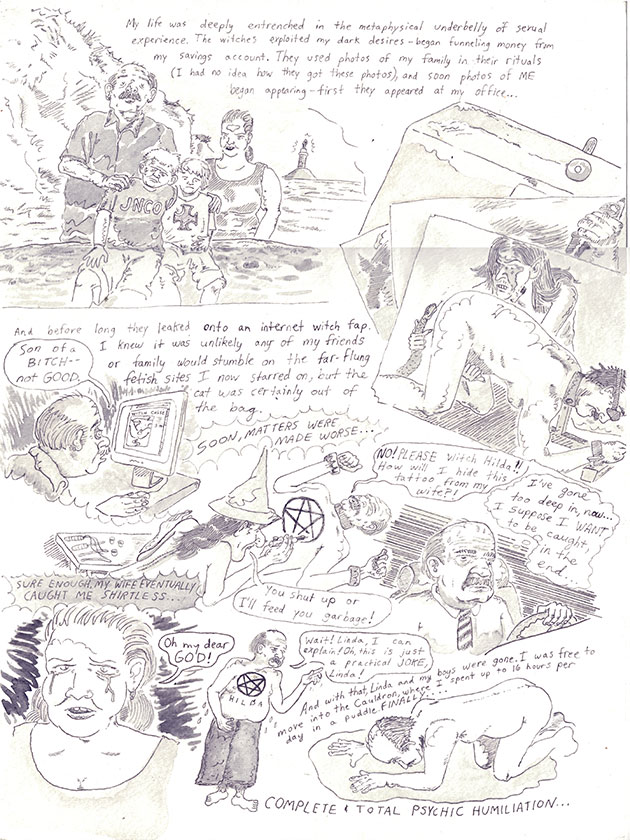 My life was deeply entrenched in the metaphysical underbelly of sexual
experience. The witches exploited my dark desires - began funneling money from
my savings account. They used photos of my family in their rituals
(I had no idea how they got these photos), and soon photos of ME
began appearing - first they appeared at my office...
JNCO
And before long they leaked onto an internet witch fap.
I knew it was unlikely any of my friends
or family would stumble on the far-flung
fetish sites I now starred on, but the
cat was certainly out of
the bag.
Son of a
BITCH--
not GOOD.
SOON, MATTERS WERE
MADE WORSE...
NO! PLEASE Witch Hilda!!
How will I hide this
tattoo from my
wife?!
You shut up or
I'll feed you garbage!
I've gone
too deep in, now...
I suppose I WANT
to be caught,
in the
end...
SURE ENOUGH, MY WIFE EVENTUALLY
CAUGHT ME SHIRTLESS...
Oh my dear
GOD!
HILDA
Wait! Linda, I can
explain! Oh, this is just
a practical JOKE,
Linda!
And with that, Linda and my boys were gone. I was free to
move into the Cauldron, where I spent up to 16 hours per
day in a puddle FINALLY...
COMPLETE & TOTAL PSYCHIC HUMILIATION...